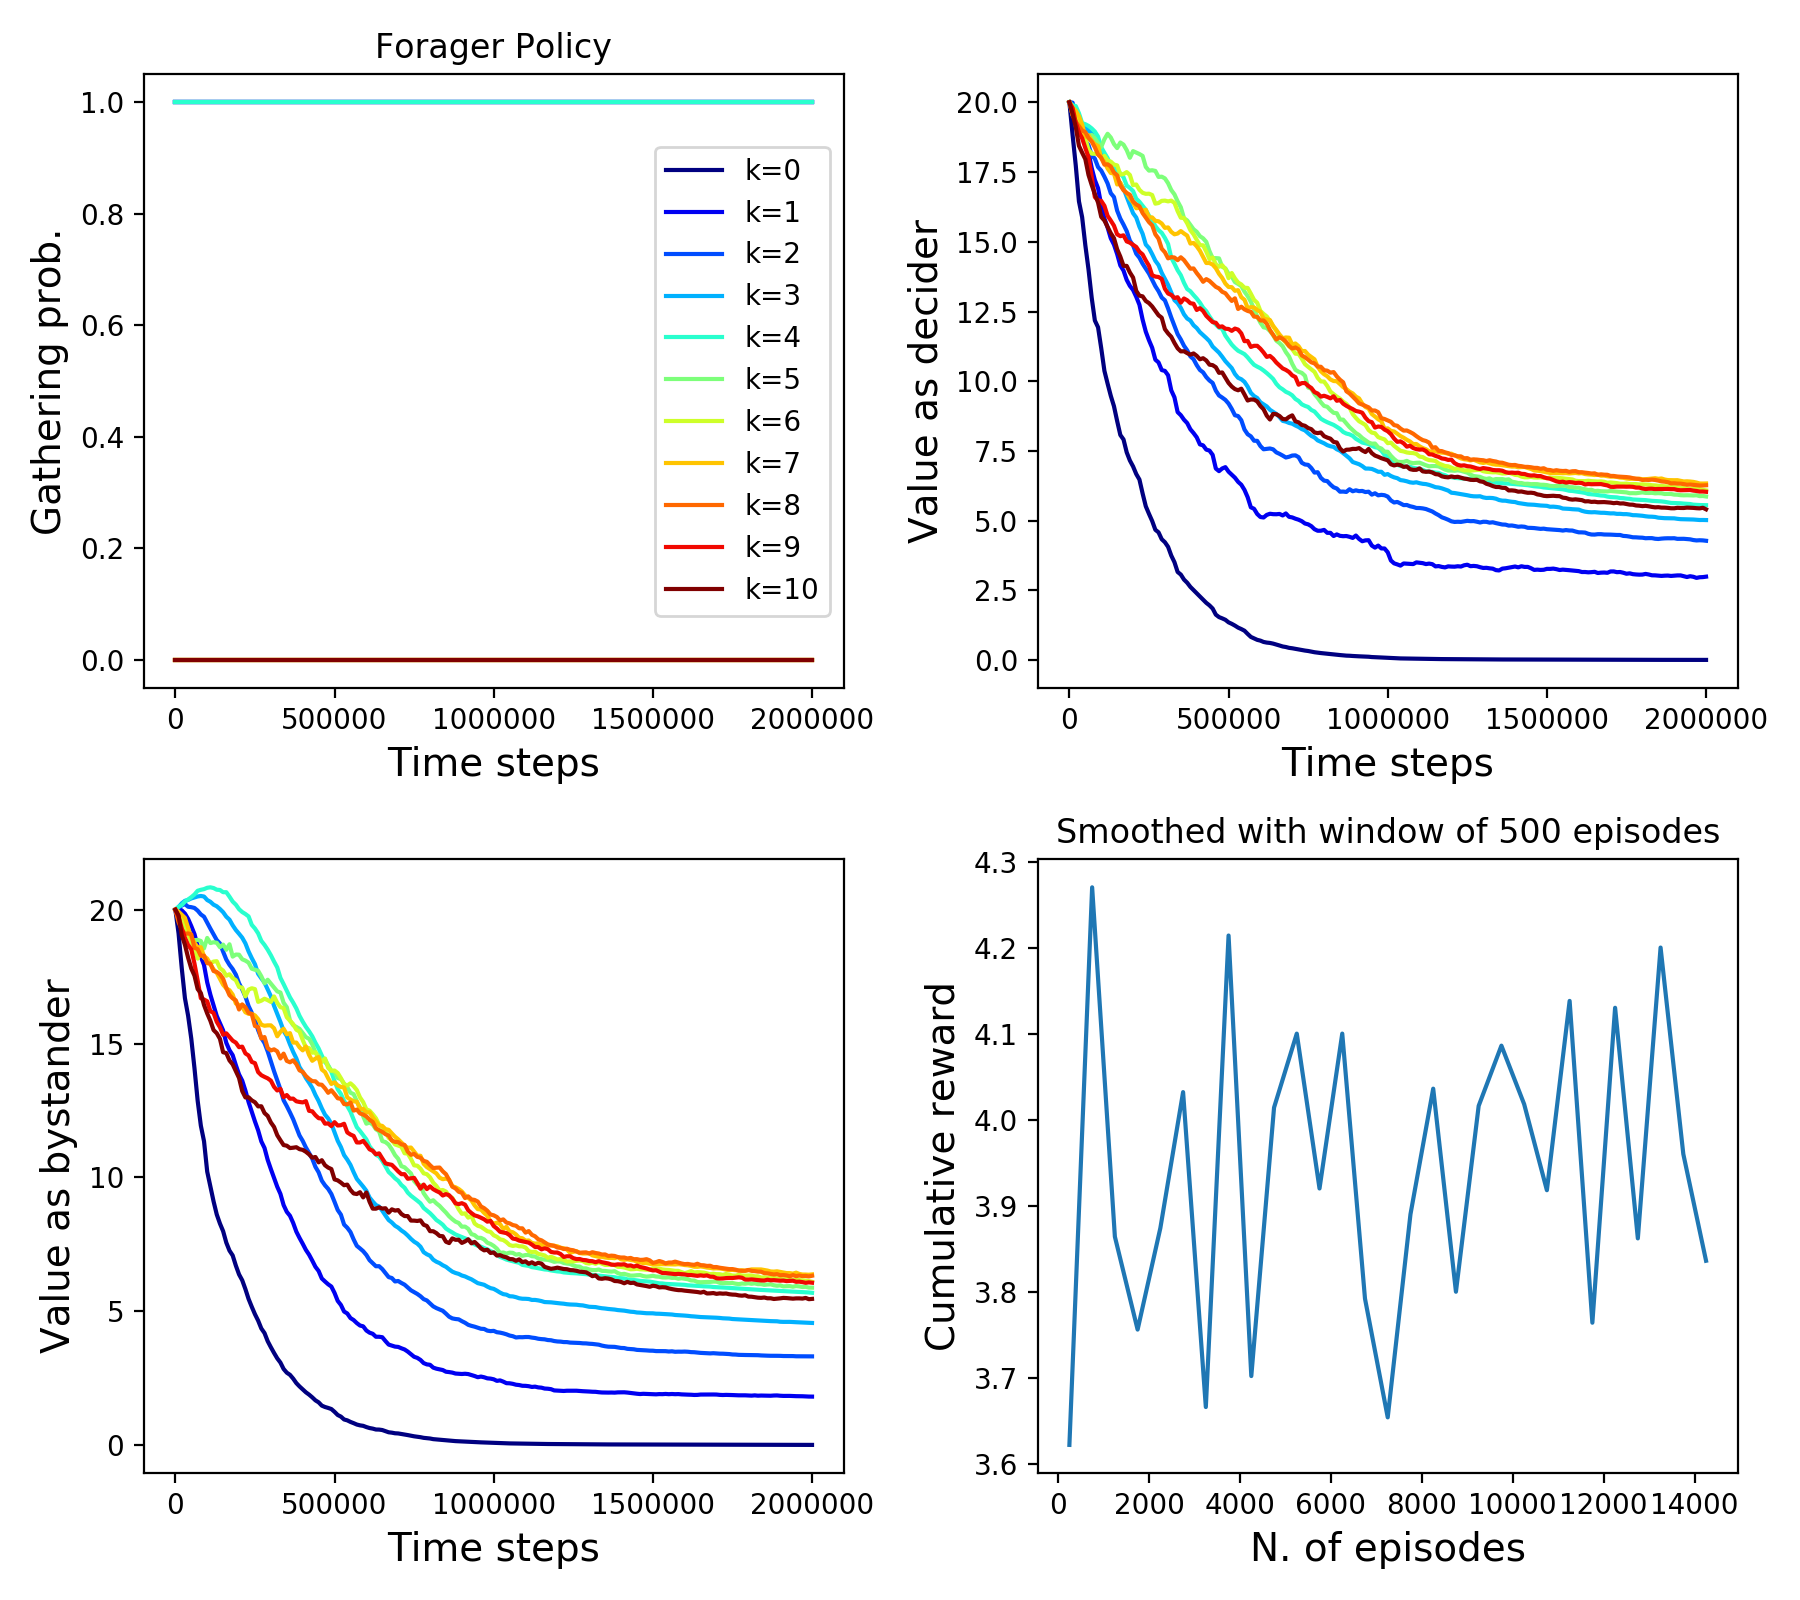 Forager Policy
Gathering prob.
1.0
0.8
0.6
0.4
0.2
0.0
k=0
k=1
k=2
k=3
k=4
k=5
k=6
k=7
k=8
k=9
k=10
0 500000 1000000 1500000 2000000
Time steps
Value as decider
20.0
17.5
15.0
12.5
10.0
7.5
5.0
2.5
0.0
0 500000 1000000 1500000 2000000
Time steps
Value as bystander
20
15
10
5
0
0 500000 1000000 1500000 2000000
Time steps
Smoothed with window of 500 episodes
Cumulative reward
4.3
4.2
4.1
4.0
3.9
3.8
3.7
3.6
0 2000 4000 6000 8000 10000 12000 14000
N. of episodes